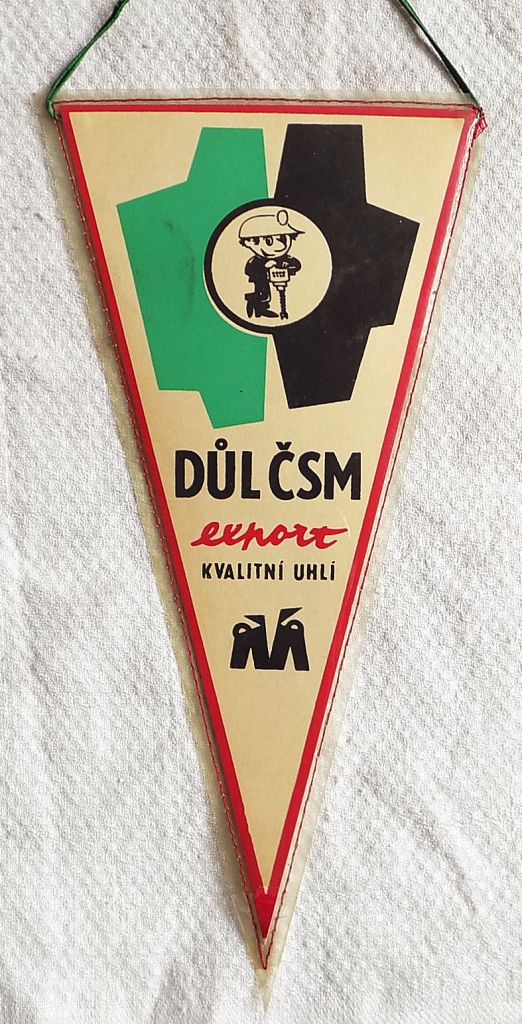 DŮL ČSM
export
KVALITNÍ UHLÍ